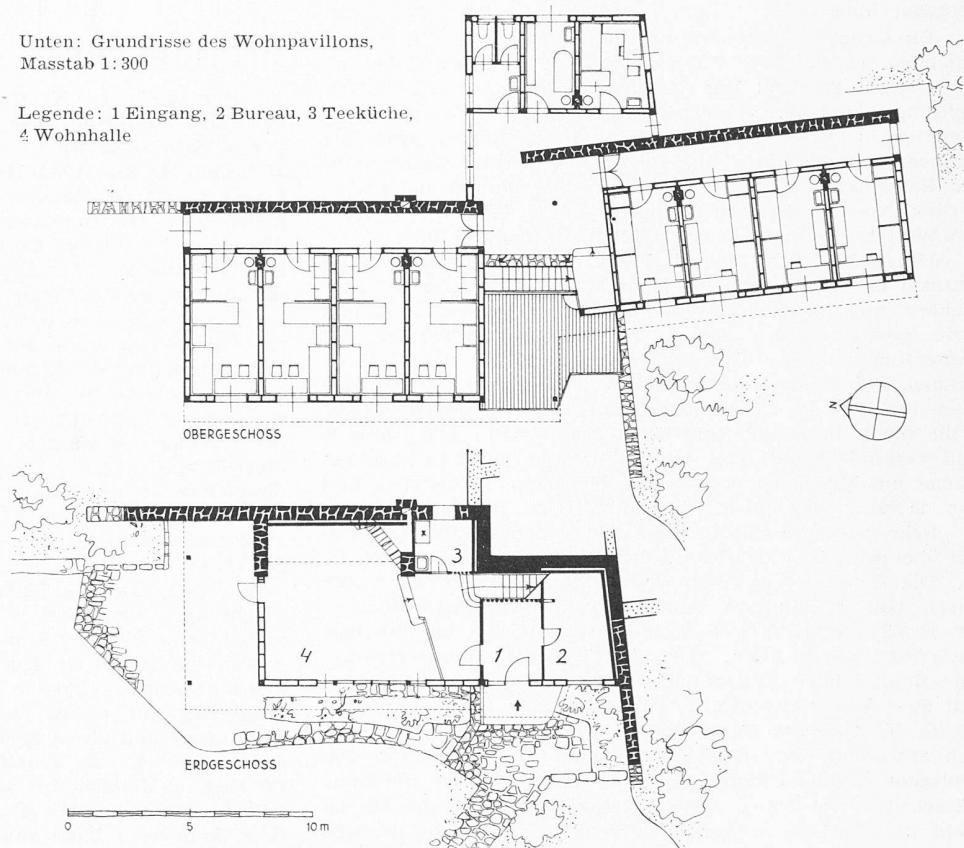 Unten: Grundrisse des Wohnpavillons,
Masstab 1:300
Legende: 1 Eingang, 2 Bureau, 3 Teeküche,
4 Wohnhalle
OBERGESCHOSS
N
3
4
1
2
ERDGESCHOSS
0
5
10 m